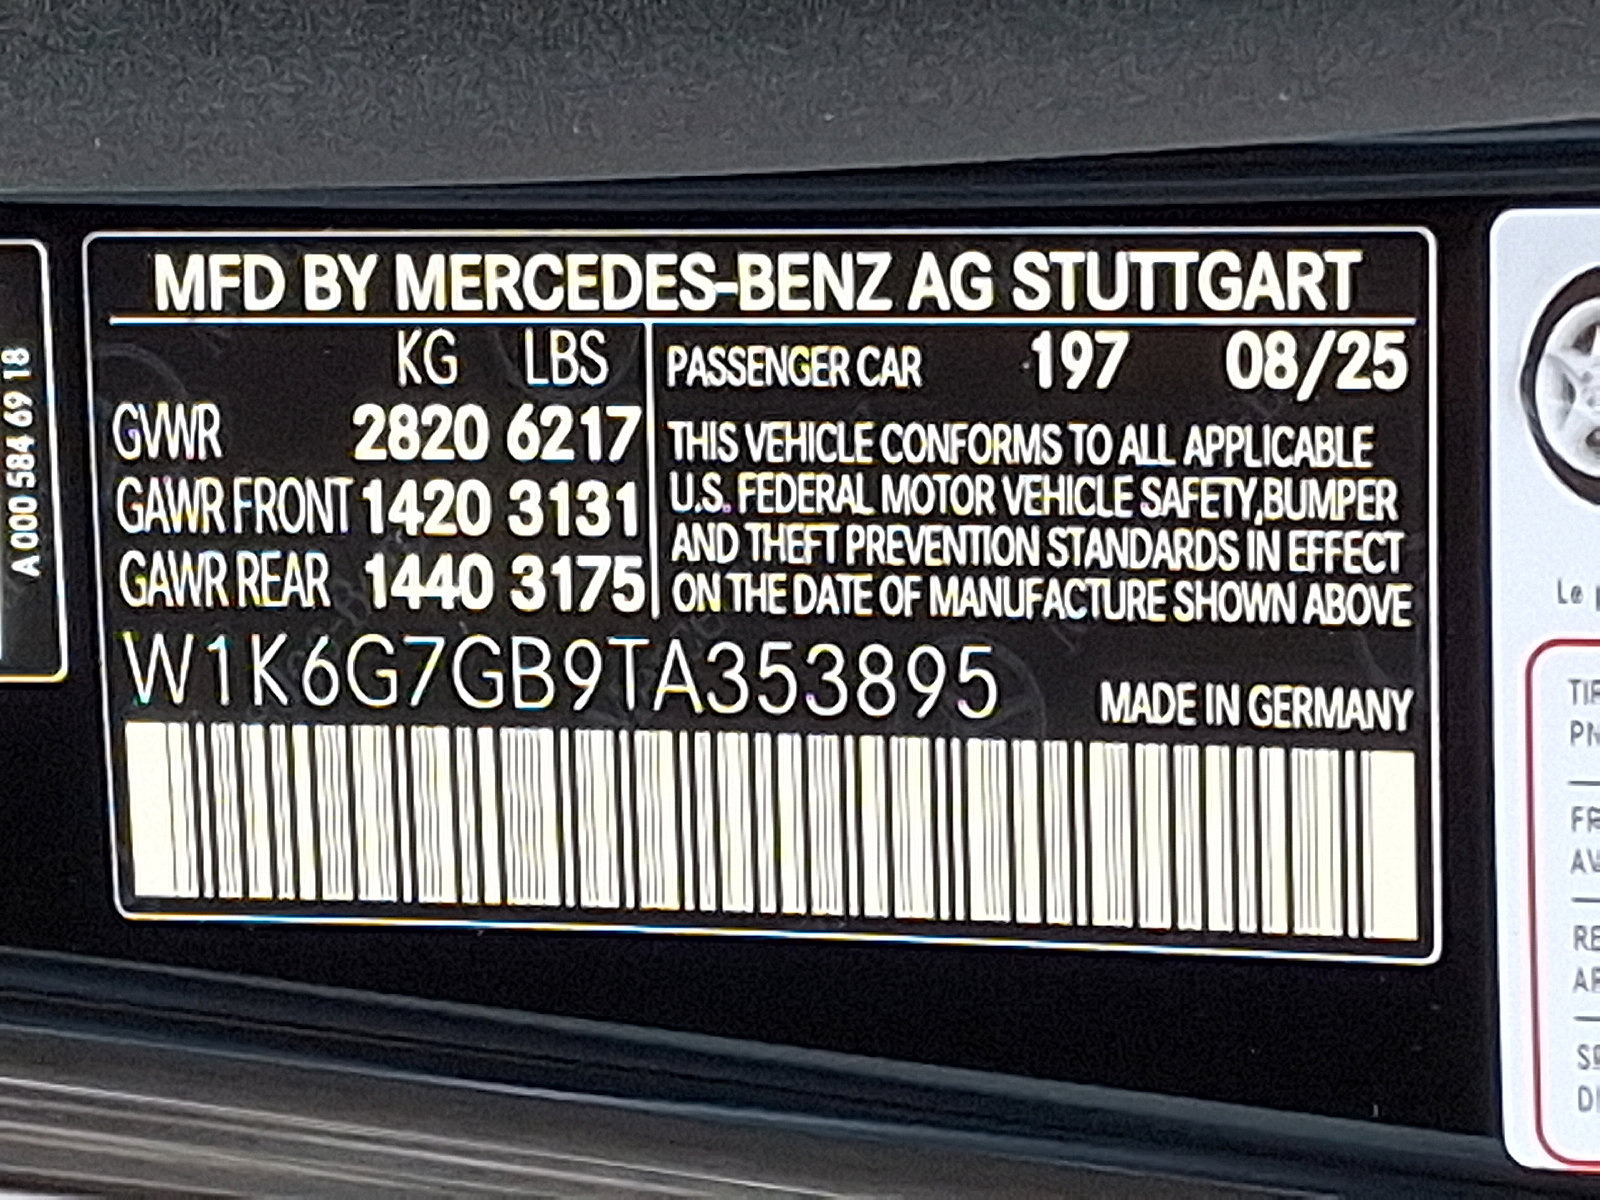 A 000 584 69 18
MFD BY MERCEDES-BENZ AG STUTTGART
KG LBS
GVWR 2820 6217
GAWR FRONT 1420 3131
GAWR REAR 1440 3175
PASSENGER CAR 197 08/25
THIS VEHICLE CONFORMS TO ALL APPLICABLE
U.S. FEDERAL MOTOR VEHICLE SAFETY,BUMPER
AND THEFT PREVENTION STANDARDS IN EFFECT
ON THE DATE OF MANUFACTURE SHOWN ABOVE
W1K6G7GB9TA353895
MADE IN GERMANY
Le